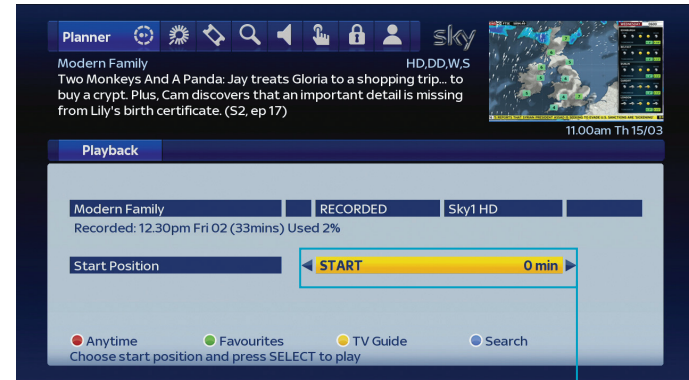 Planner
sky
Modern Family HD,DD,W,S
Two Monkeys And A Panda: Jay treats Gloria to a shopping trip... to
buy a crypt. Plus, Cam discovers that an important detail is missing
from Lily's birth certificate. (S2, ep 17)
11.00am Th 15/03
Playback
Modern Family RECORDED Sky1 HD
Recorded: 12.30pm Fri 02 (33mins) Used 2%
Start Position START 0 min
Anytime Favourites TV Guide Search
Choose start position and press SELECT to play